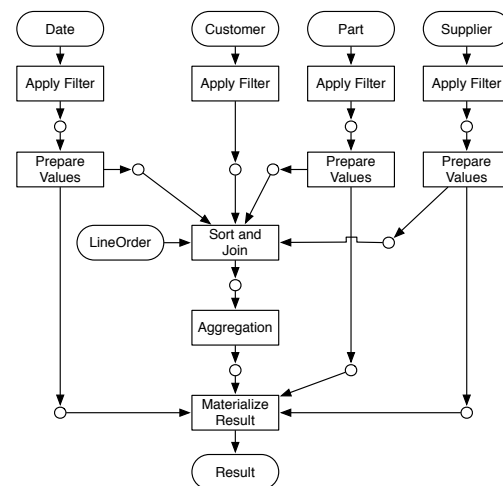 Date
Customer
Part
Supplier
Apply Filter
Apply Filter
Apply Filter
Apply Filter
Prepare
Values
Prepare
Values
Prepare
Values
LineOrder
Sort and
Join
Aggregation
Materialize
Result
Result